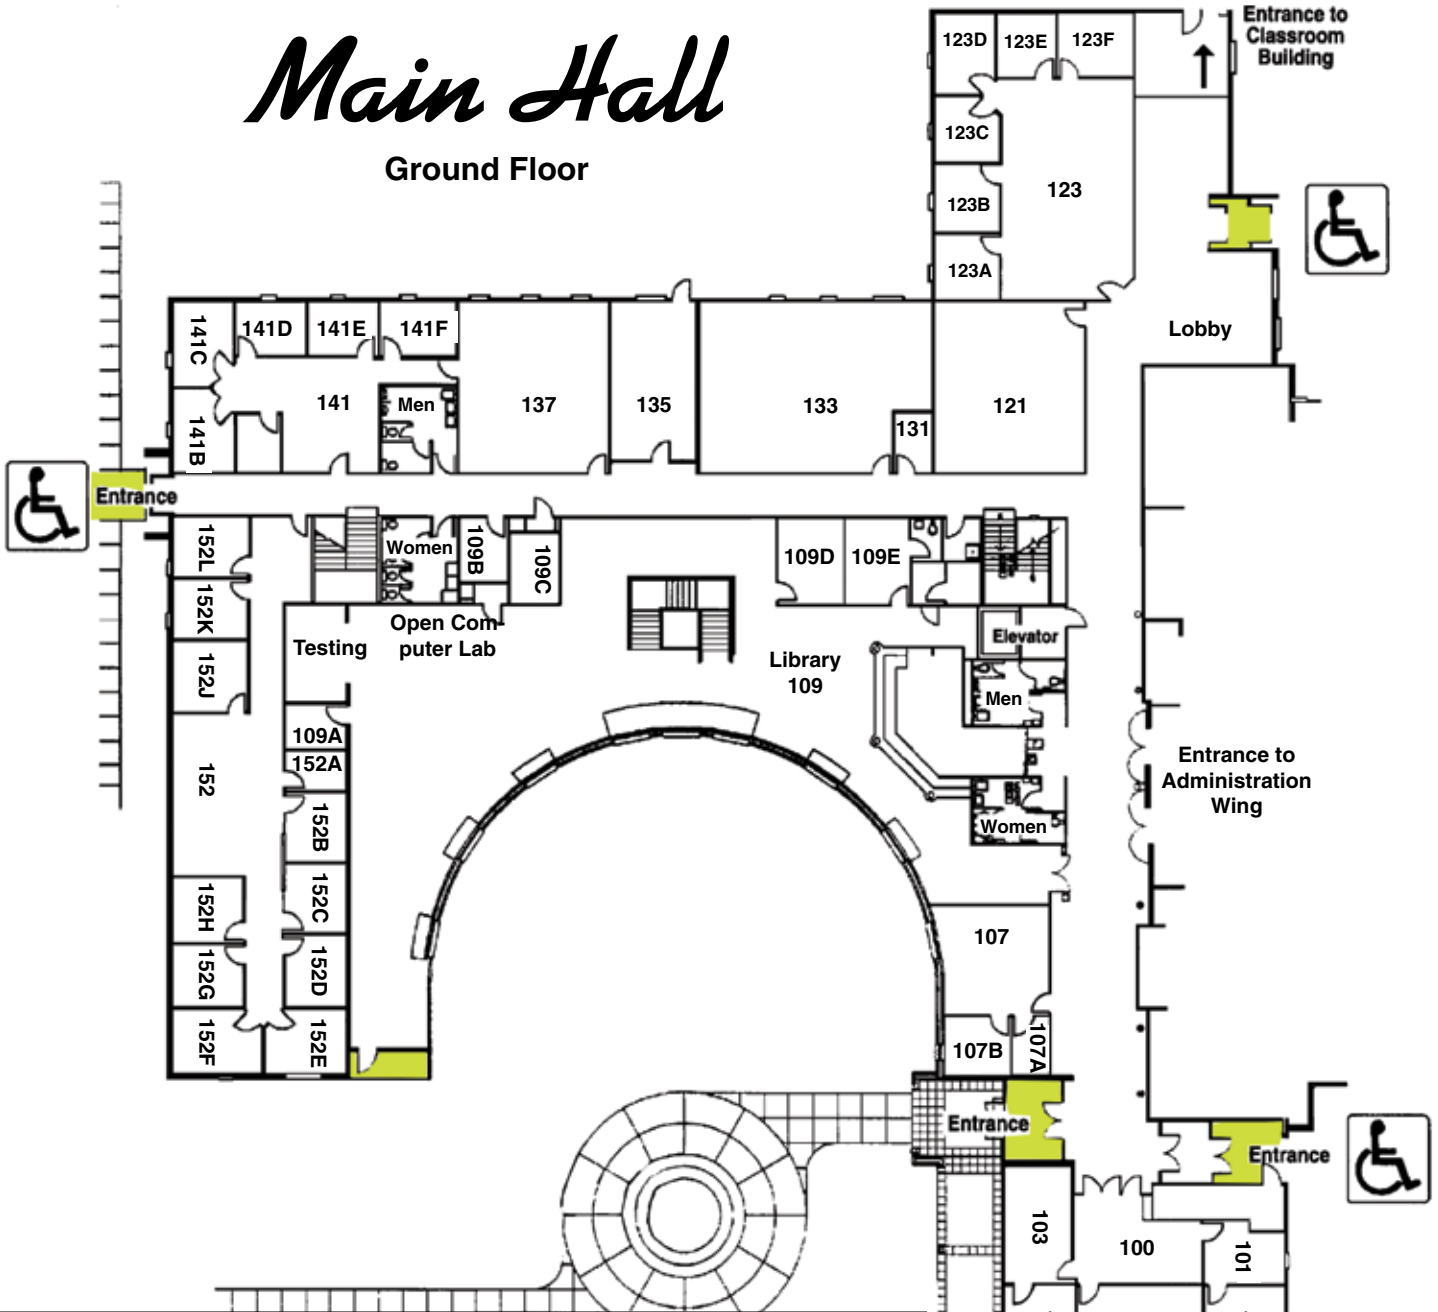 Main Hall
Ground Floor
Entrance to
Classroom
Building
123D
123E
123F
123C
123B
123
123A
Lobby
141C
141D
141E
141F
141
Men
137
135
133
131
121
141B
Entrance
152L
Women
109B
109C
109D
109E
152K
Testing
Open Com-
puter Lab
Elevator
Library
109
152J
Men
109A
152A
152
Entrance to
Administration
Wing
152B
Women
152C
152H
107
152D
152G
152F
152E
107B
107A
Entrance
Entrance
103
100
101